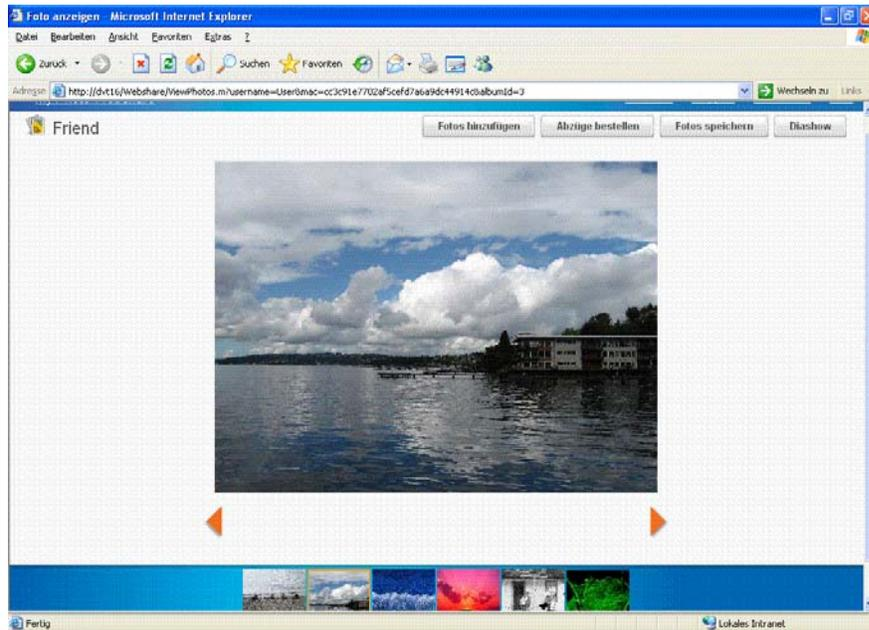 Foto anzeigen - Microsoft Internet Explorer
Datei Bearbeiten Ansicht Favoriten Extras ?
Zurück Suchen Favoriten
Adresse http://dvt16/Webshare/ViewPhotos.m?username=User&mac=cc3c91e7702af5cefd7a6a9dc44914c&albumId=3 Wechseln zu Links
Friend Fotos hinzufügen Abzüge bestellen Fotos speichern Diashow
Fertig Lokales Intranet